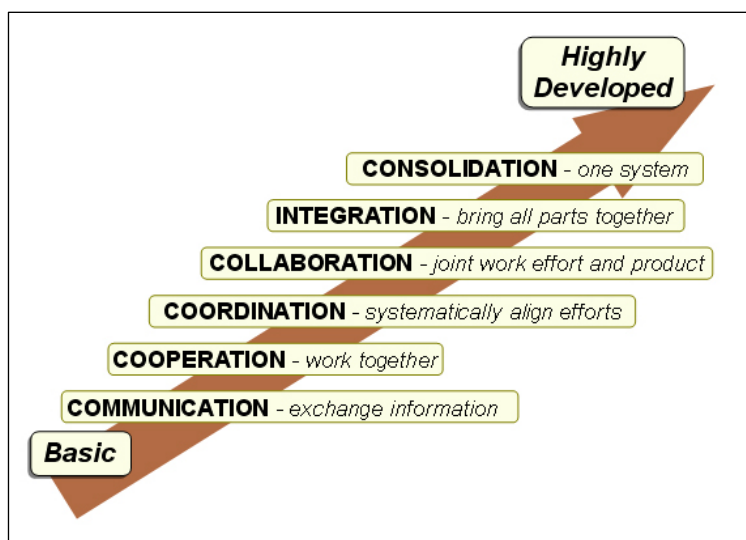 Highly
Developed
CONSOLIDATION - one system
INTEGRATION - bring all parts together
COLLABORATION - joint work effort and product
COORDINATION - systematically align efforts
COOPERATION - work together
COMMUNICATION - exchange information
Basic